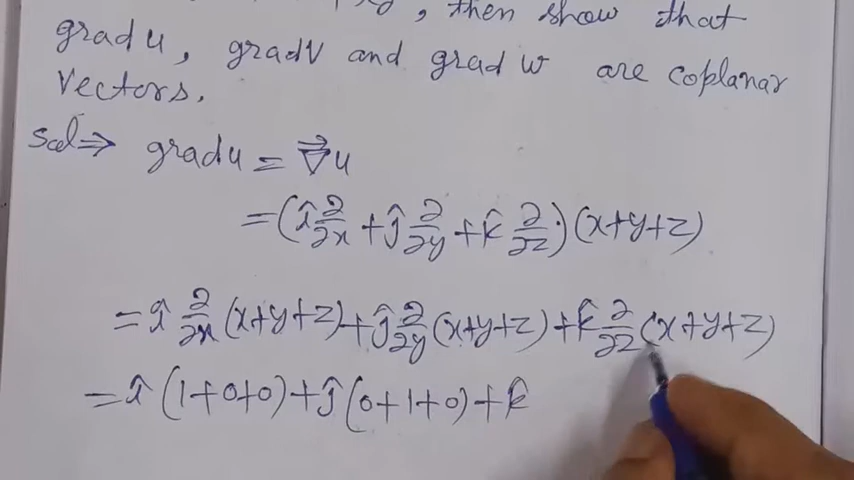 , then show that
grad u, grad V and grad w are coplanar
vectors.
Sol⇒ grad u = ∇⃗u
=(î ∂/∂x + ĵ ∂/∂y + k̂ ∂/∂z)(x+y+z)
= î ∂/∂x (x+y+z) + ĵ ∂/∂y (x+y+z) + k̂ ∂/∂z (x+y+z)
= î (1+0+0) + ĵ (0+1+0) + k̂